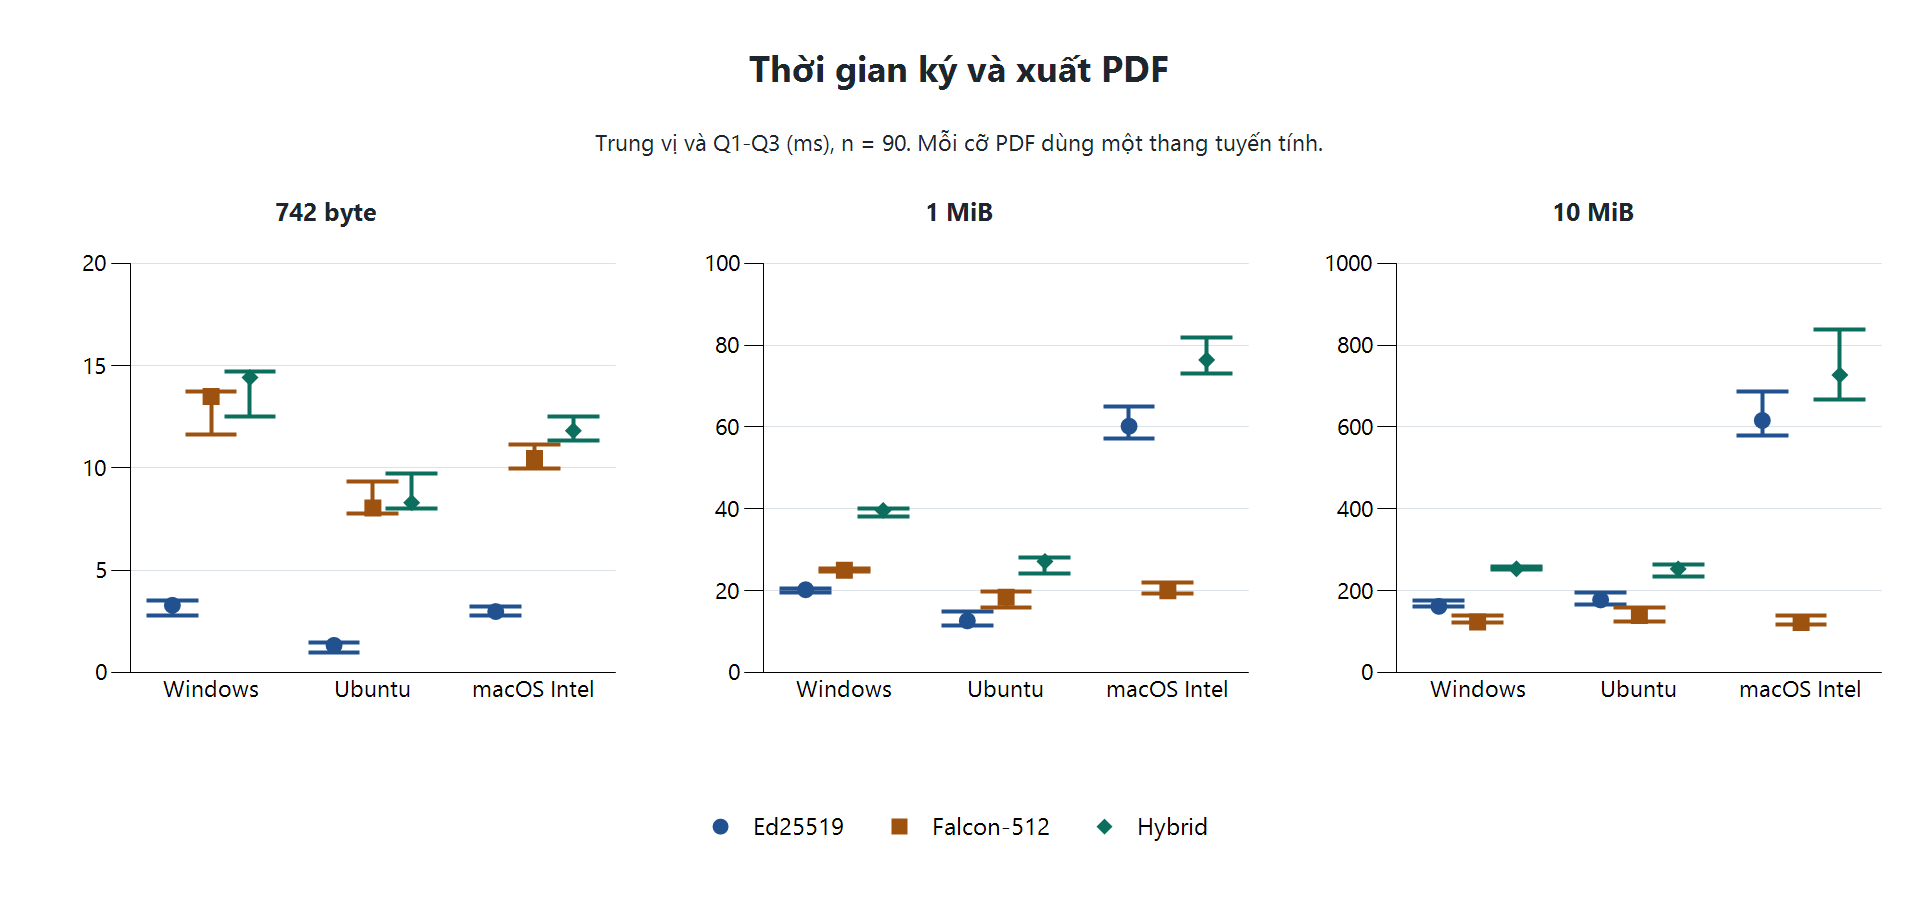 Thời gian ký và xuất PDF
Trung vị và Q1-Q3 (ms), n = 90. Mỗi cỡ PDF dùng một thang tuyến tính.
742 byte
20
15
10
5
0
Windows Ubuntu macOS Intel
1 MiB
100
80
60
40
20
0
Windows Ubuntu macOS Intel
10 MiB
1000
800
600
400
200
0
Windows Ubuntu macOS Intel
Ed25519 Falcon-512 Hybrid